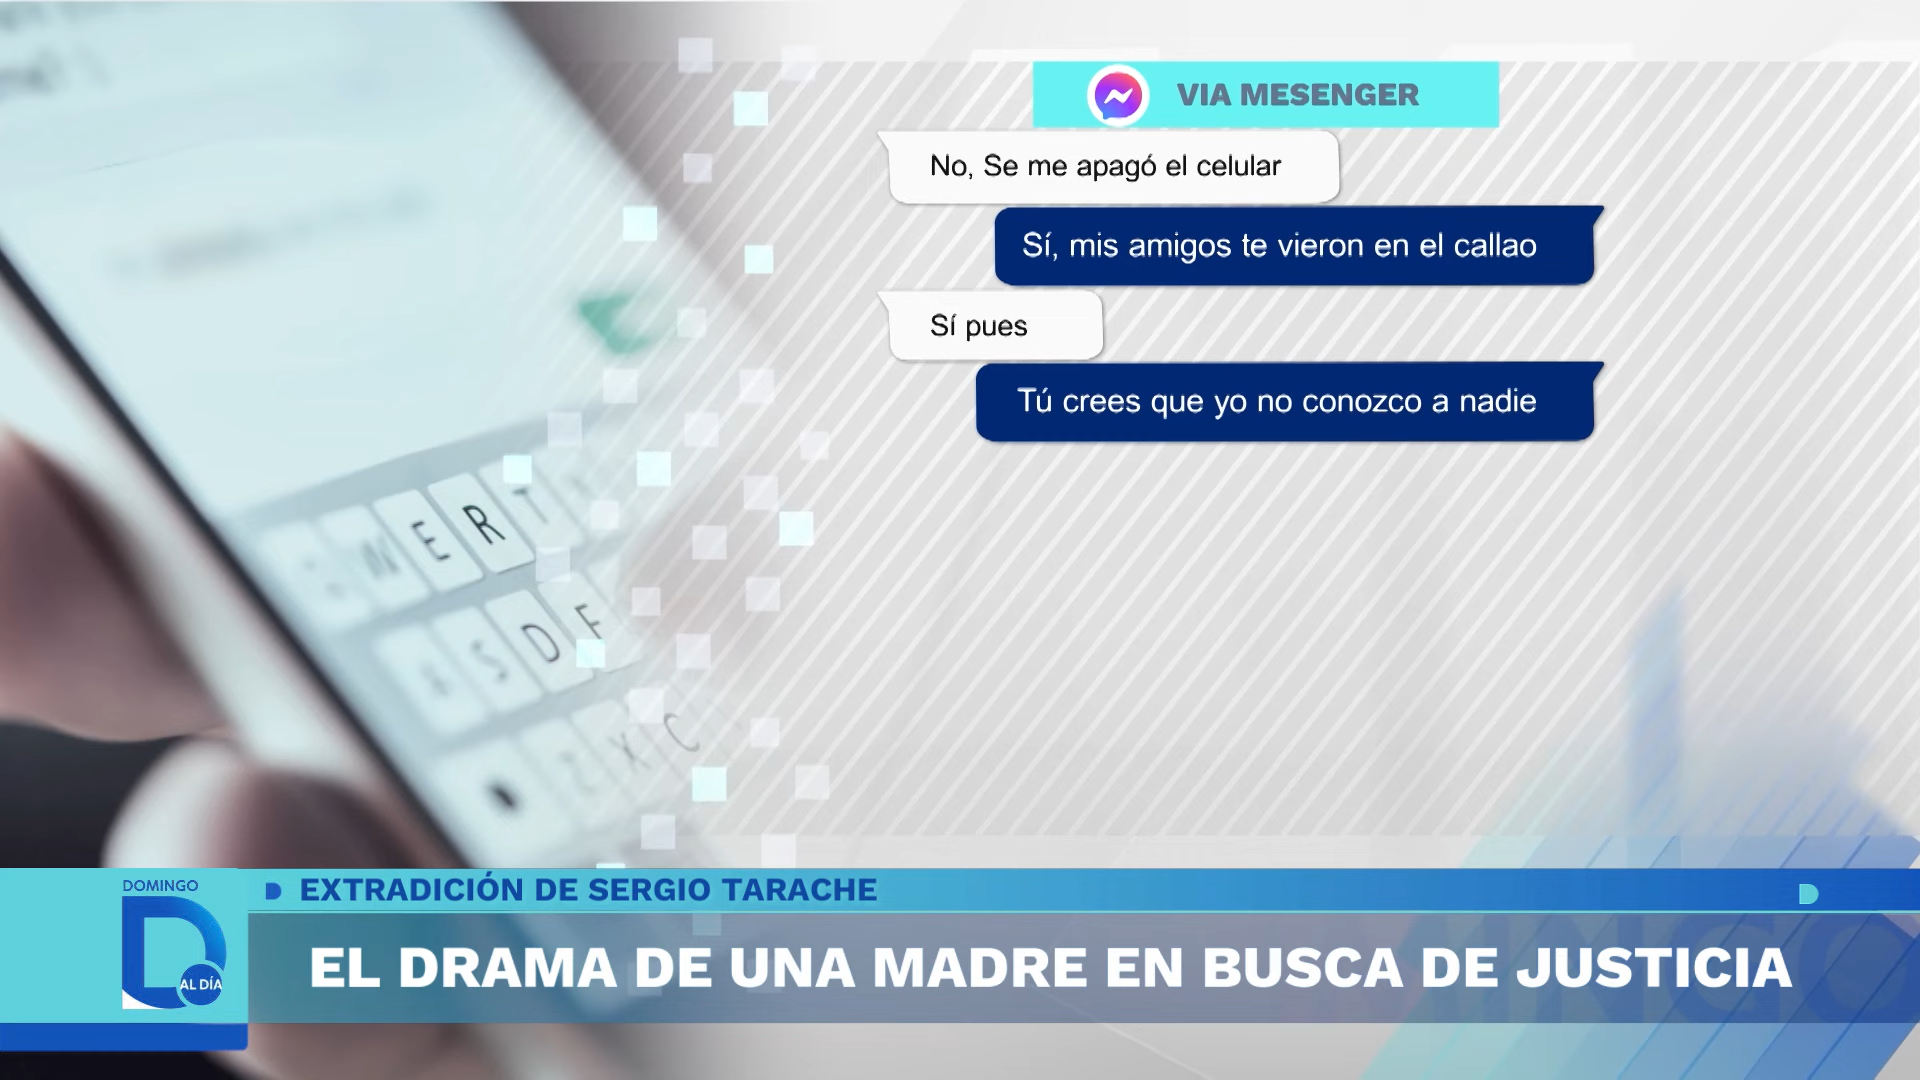 VIA MESENGER
No, Se me apagó el celular
Sí, mis amigos te vieron en el callao
Sí pues
Tú crees que yo no conozco a nadie
E R T
S D F
Z X C
DOMINGO
AL DÍA
EXTRADICIÓN DE SERGIO TARACHE
EL DRAMA DE UNA MADRE EN BUSCA DE JUSTICIA